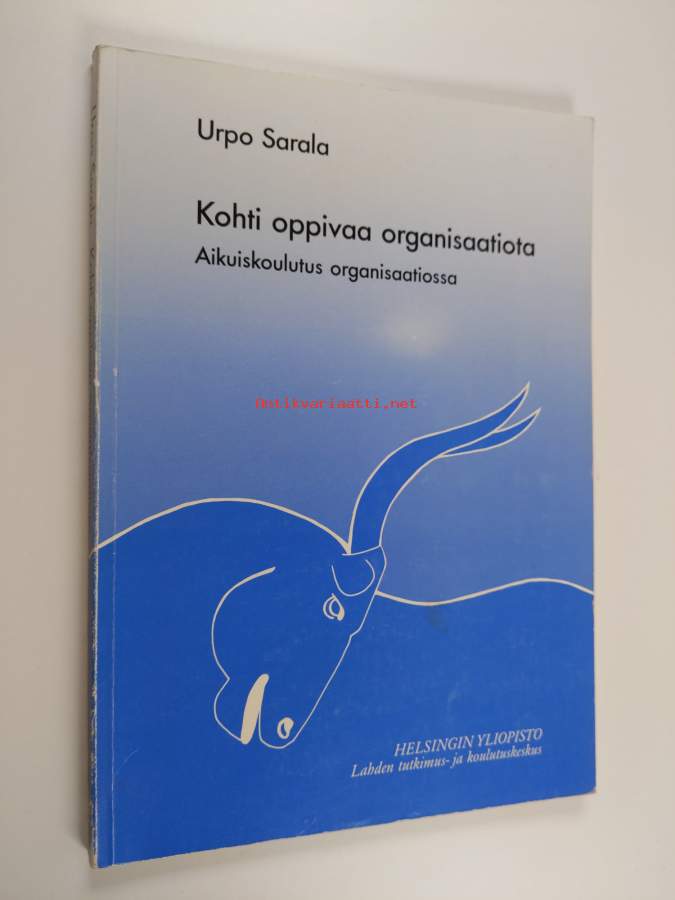 Urpo Sarala
Kohti oppivaa organisaatiota
Aikuiskoulutus organisaatiossa
antikvariaatti.net
HELSINGIN YLIOPISTO
Lahden tutkimus- ja koulutuskeskus